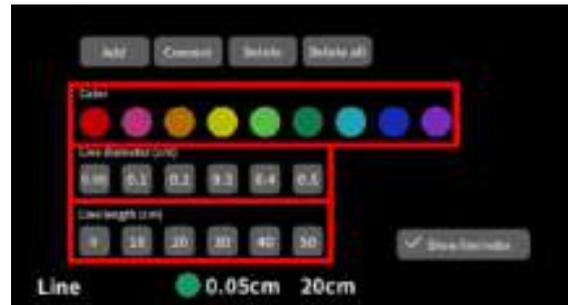 Add Connect Delete Delete all
Color
Line diameter (cm)
0.05 0.1 0.2 0.3 0.4 0.5
Line length (cm)
10 20 30 40 50
Show line
Line 0.05cm 20cm